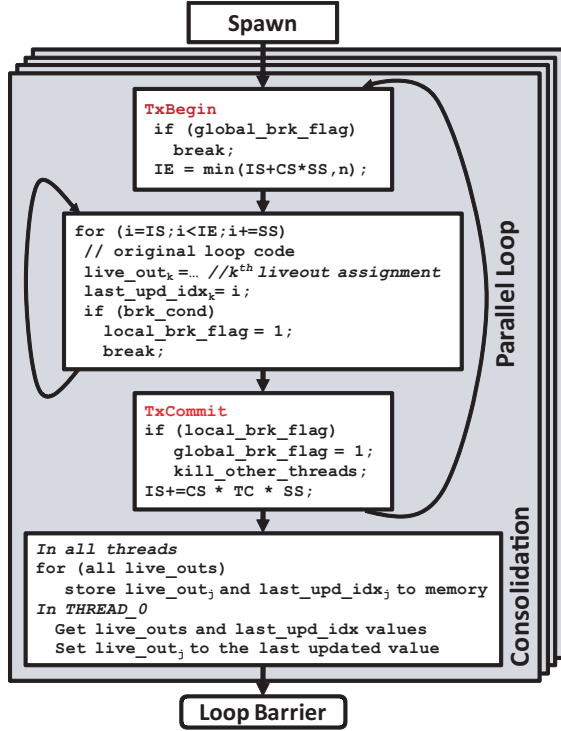 Spawn
TxBegin
if (global_brk_flag)
break;
IE = min(IS+CS*SS,n);
for (i=IS;i<IE;i+=SS)
// original loop code
live_outk=… //kth liveout assignment
last_upd_idxk= i;
if (brk_cond)
local_brk_flag = 1;
break;
Parallel Loop
TxCommit
if (local_brk_flag)
global_brk_flag = 1;
kill_other_threads;
IS+=CS * TC * SS;
In all threads
for (all live_outs)
store live_outj and last_upd_idxj to memory
In THREAD_0
Get live_outs and last_upd_idx values
Set live_outj to the last updated value
Consolidation
Loop Barrier